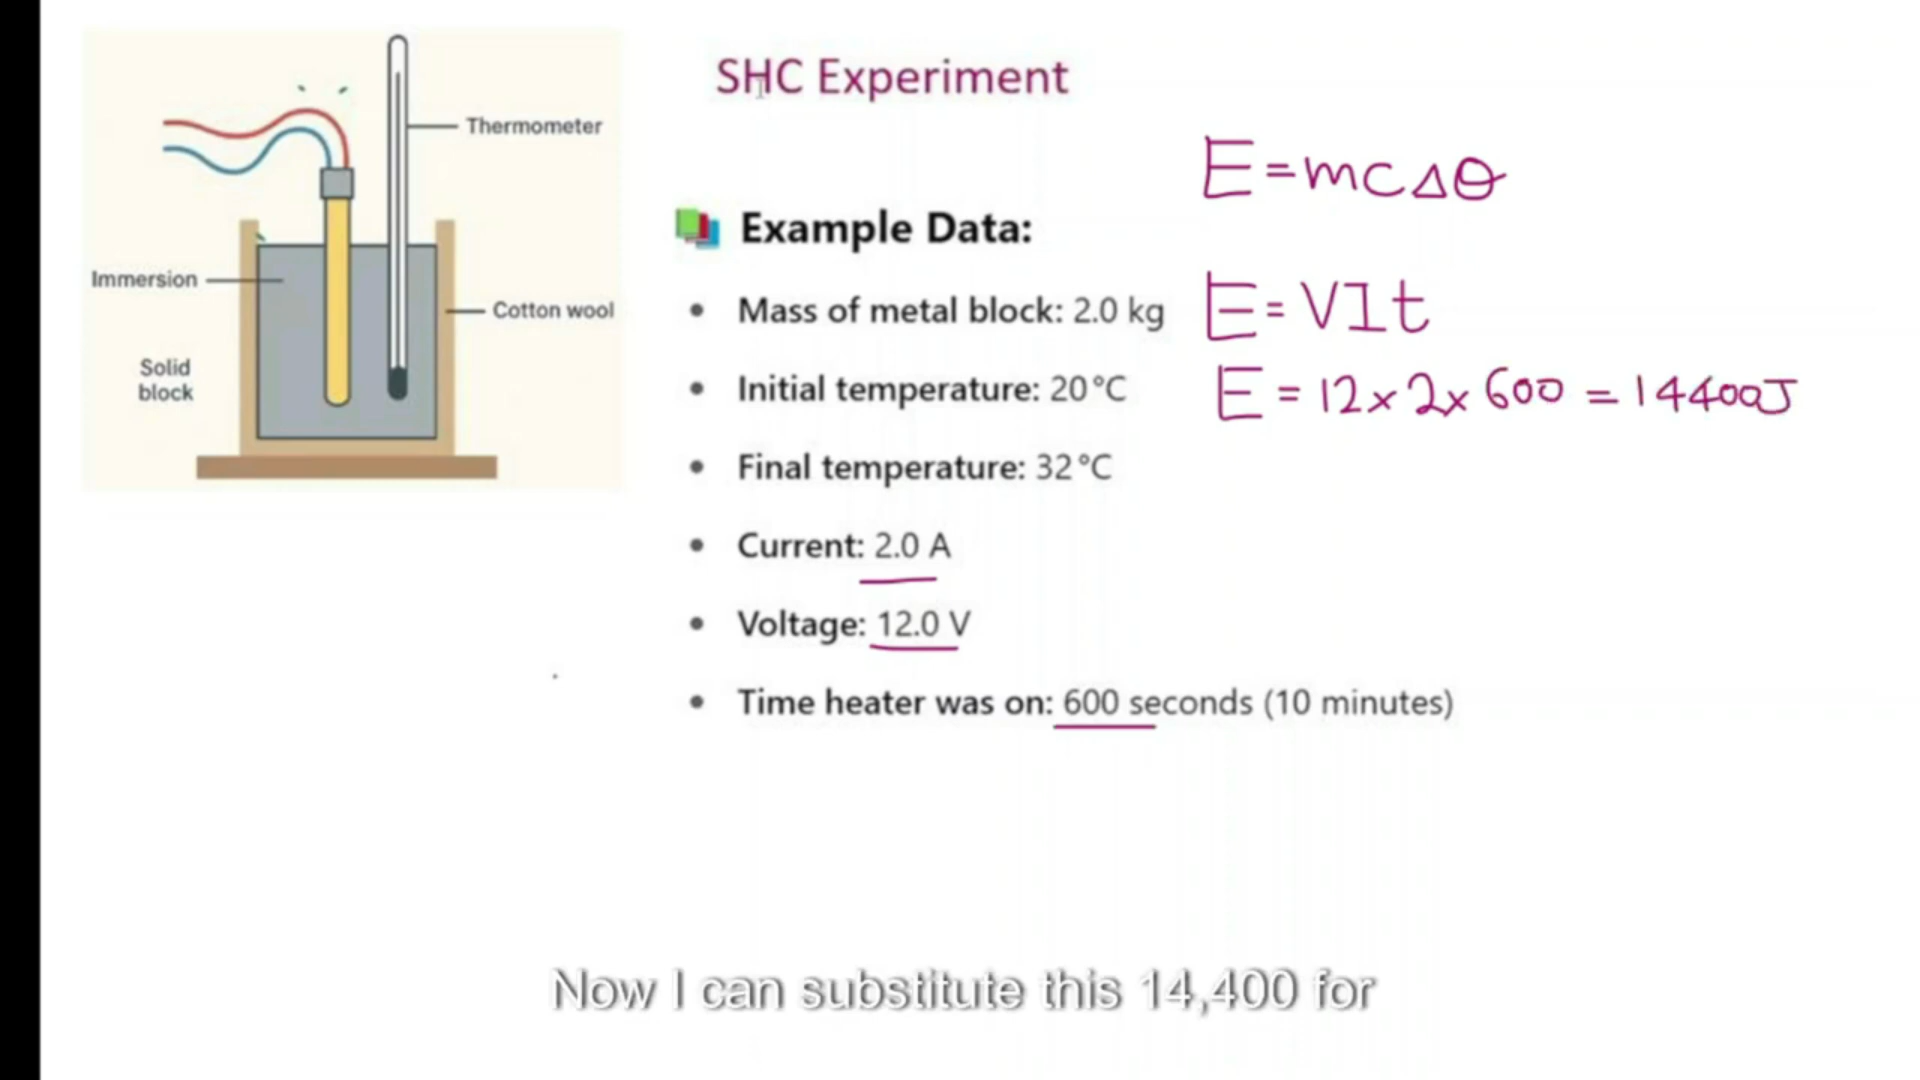 SHC Experiment
Thermometer
Immersion
Cotton wool
Solid
block
Example Data:
• Mass of metal block: 2.0 kg
• Initial temperature: 20°C
• Final temperature: 32°C
• Current: 2.0 A
• Voltage: 12.0 V
• Time heater was on: 600 seconds (10 minutes)
E=mcΔθ
E=VIt
E=12×2×600=14400J
Now I can substitute this 14,400 for